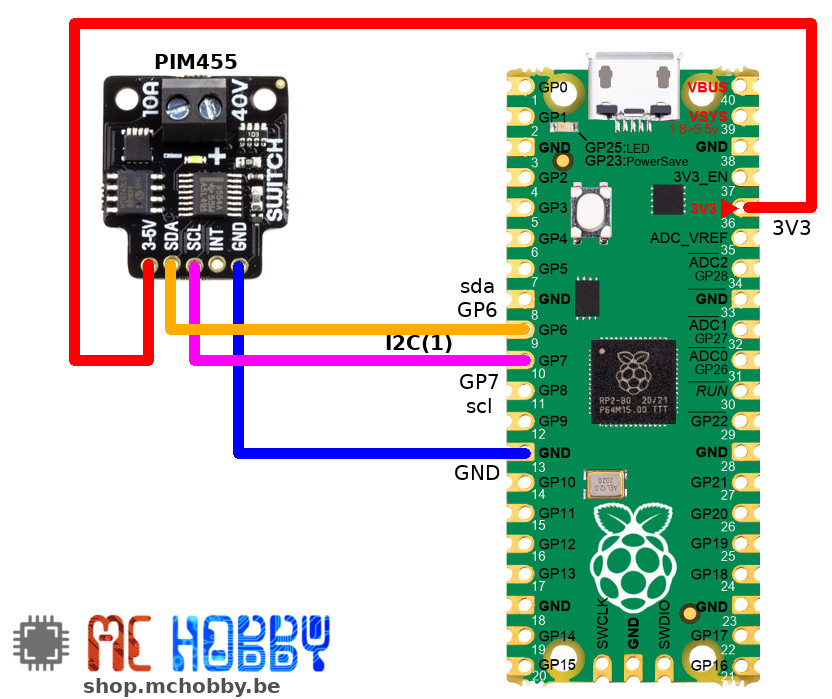 PIM455
10A
40V
SWITCH
3-5V
SDA
SCL
INT
GND
GP0
1
GP1
2
GND
3
GP2
4
GP3
5
GP4
6
GP5
7
GND
8
GP6
9
GP7
10
GP8
11
GP9
12
GND
13
GP10
14
GP11
15
GP12
16
GP13
17
GND
18
GP14
19
GP15
20
GP25:LED
GP23:PowerSave
VBUS
40
VSYS
1.8>5.5v
39
GND
38
3V3_EN
37
3V3
36
ADC_VREF
35
ADC2
GP28
34
GND
33
ADC1
GP27
32
ADC0
GP26
31
RUN
30
GP22
29
GND
28
GP21
27
GP20
26
GP19
25
GP18
24
GND
23
GP17
22
GP16
21
RP2-B0 20/21
P64M15.00 TTT
SWCLK
GND
SWDIO
3V3
sda
GP6
I2C(1)
GP7
scl
GND
MC HOBBY
shop.mchobby.be